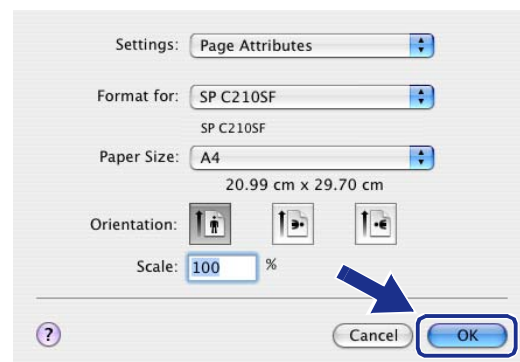 Settings: Page Attributes
Format for: SP C210SF
SP C210SF
Paper Size: A4
20.99 cm x 29.70 cm
Orientation:
Scale: 100 %
? Cancel OK